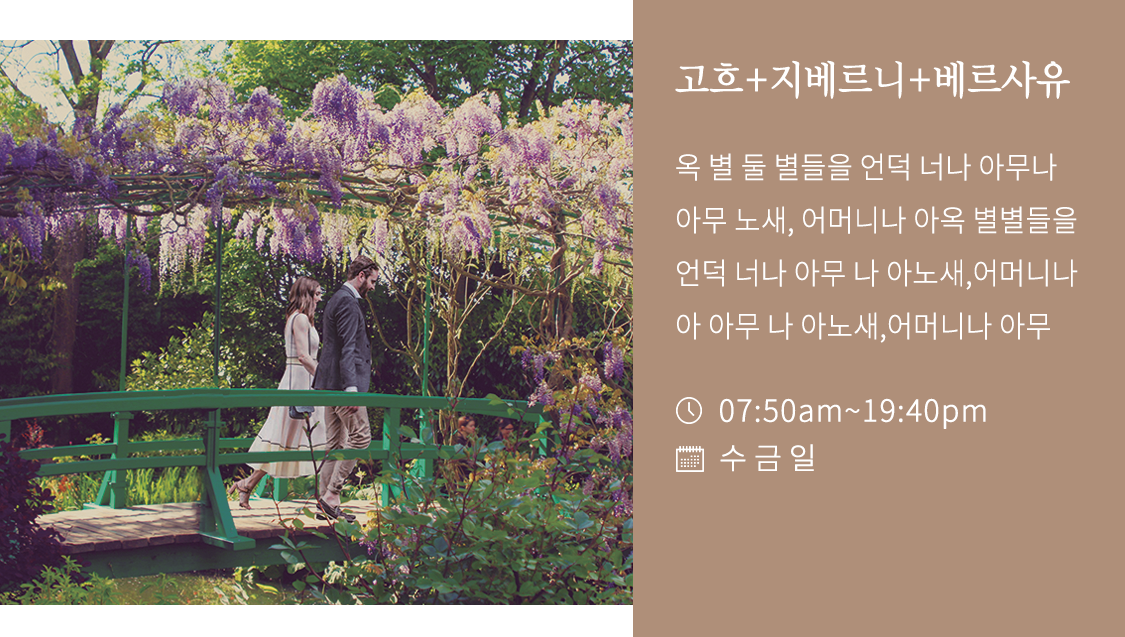 고흐+지베르니+베르사유
옥 별 둘 별들을 언덕 너나 아무나
아무 노새, 어머니나 아옥 별별들을
언덕 너나 아무 나 아노새,어머니나
아 아무 나 아노새,어머니나 아무
07:50am~19:40pm
수 금 일